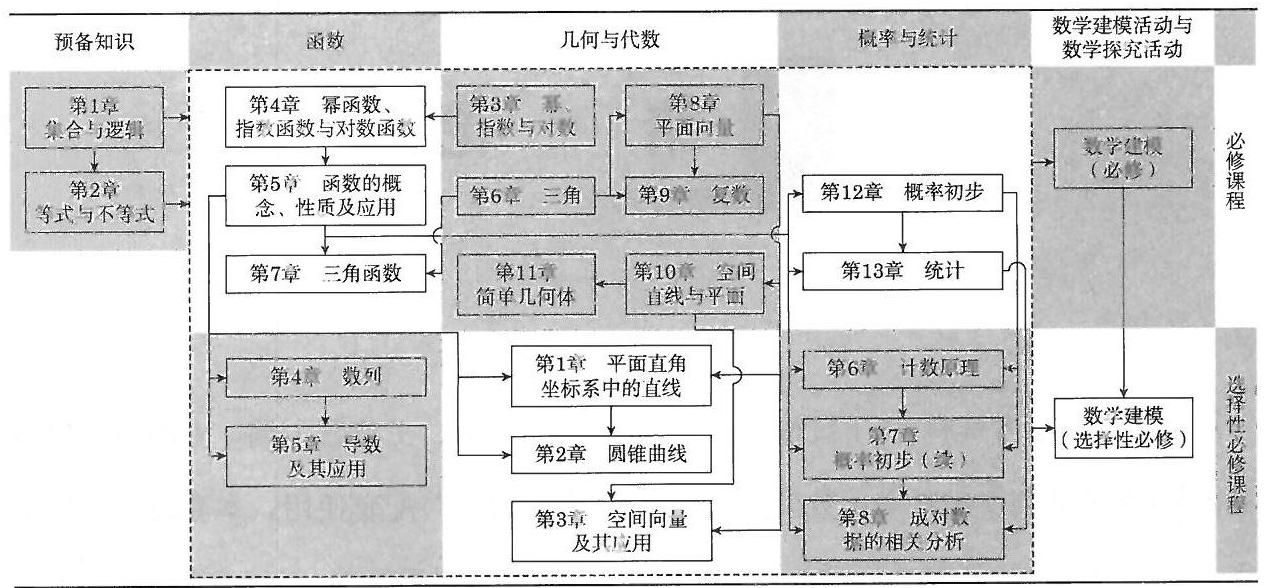 预备知识
函数
几何与代数
概率与统计
数学建模活动与
数学探究活动
第1章
集合与逻辑
第2章
等式与不等式
第4章 幂函数、
指数函数与对数函数
第5章 函数的概
念、性质及应用
第7章 三角函数
第3章 幂、
指数与对数
第6章 三角
第8章
平面向量
第9章 复数
第11章
简单几何体
第10章 空间
直线与平面
第12章 概率初步
第13章 统计
数学建模
（必修）
必修课程
第4章 数列
第5章 导数
及其应用
第1章 平面直角
坐标系中的直线
第2章 圆锥曲线
第3章 空间向量
及其应用
第6章 计数原理
第7章
概率初步（续）
第8章 成对数
据的相关分析
数学建模
（选择性必修）
选择性必修课程